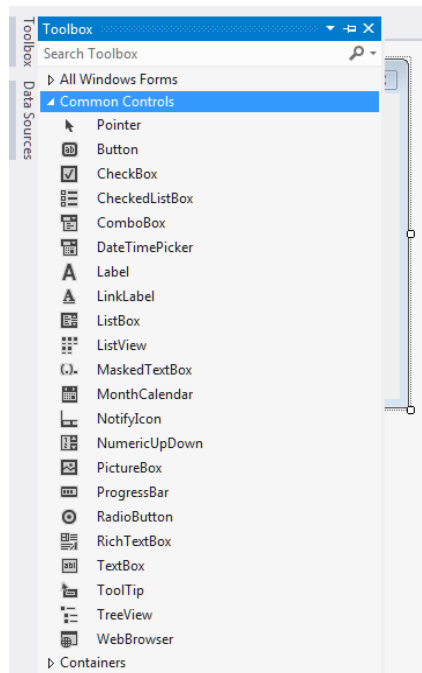 Toolbox
Data Sources
Toolbox
Search Toolbox
All Windows Forms
Common Controls
Pointer
Button
CheckBox
CheckedListBox
ComboBox
DateTimePicker
Label
LinkLabel
ListBox
ListView
MaskedTextBox
MonthCalendar
NotifyIcon
NumericUpDown
PictureBox
ProgressBar
RadioButton
RichTextBox
TextBox
ToolTip
TreeView
WebBrowser
Containers